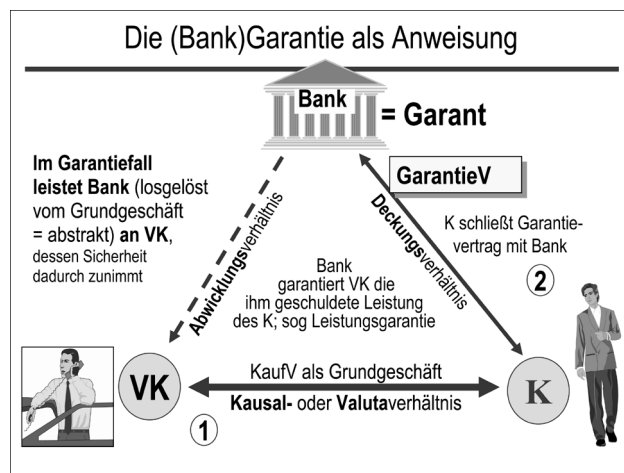 Die (Bank)Garantie als Anweisung
Bank
= Garant
Im Garantiefall
leistet Bank (losgelöst
vom Grundgeschäft
= abstrakt) an VK,
dessen Sicherheit
dadurch zunimmt
GarantieV
K schließt Garantie-
vertrag mit Bank
2
Abwicklungsverhältnis
Deckungsverhältnis
Bank
garantiert VK die
ihm geschuldete Leistung
des K; sog Leistungsgarantie
VK
KaufV als Grundgeschäft
K
1
Kausal- oder Valutaverhältnis